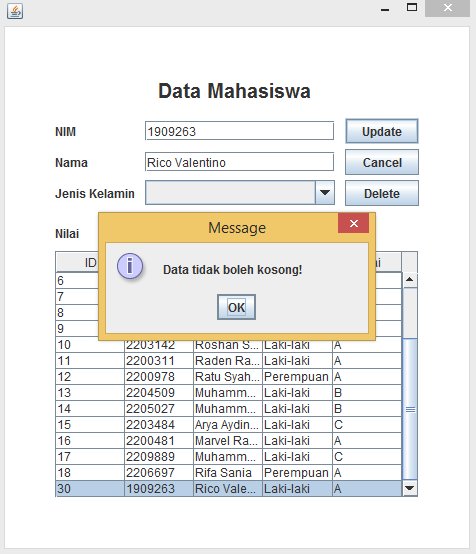 Data Mahasiswa
NIM 1909263 Update
Nama Rico Valentino Cancel
Jenis Kelamin Delete
Nilai
Message
Data tidak boleh kosong!
OK
ID
6
7
8
9
10 2203142 Roshan S... Laki-laki A
11 2200311 Raden Ra... Laki-laki A
12 2200978 Ratu Syah... Perempuan A
13 2204509 Muhamm... Laki-laki B
14 2205027 Muhamm... Laki-laki B
15 2203484 Arya Aydin... Laki-laki C
16 2200481 Marvel Ra... Laki-laki A
17 2209889 Muhamm... Laki-laki C
18 2206697 Rifa Sania Perempuan A
30 1909263 Rico Vale... Laki-laki A